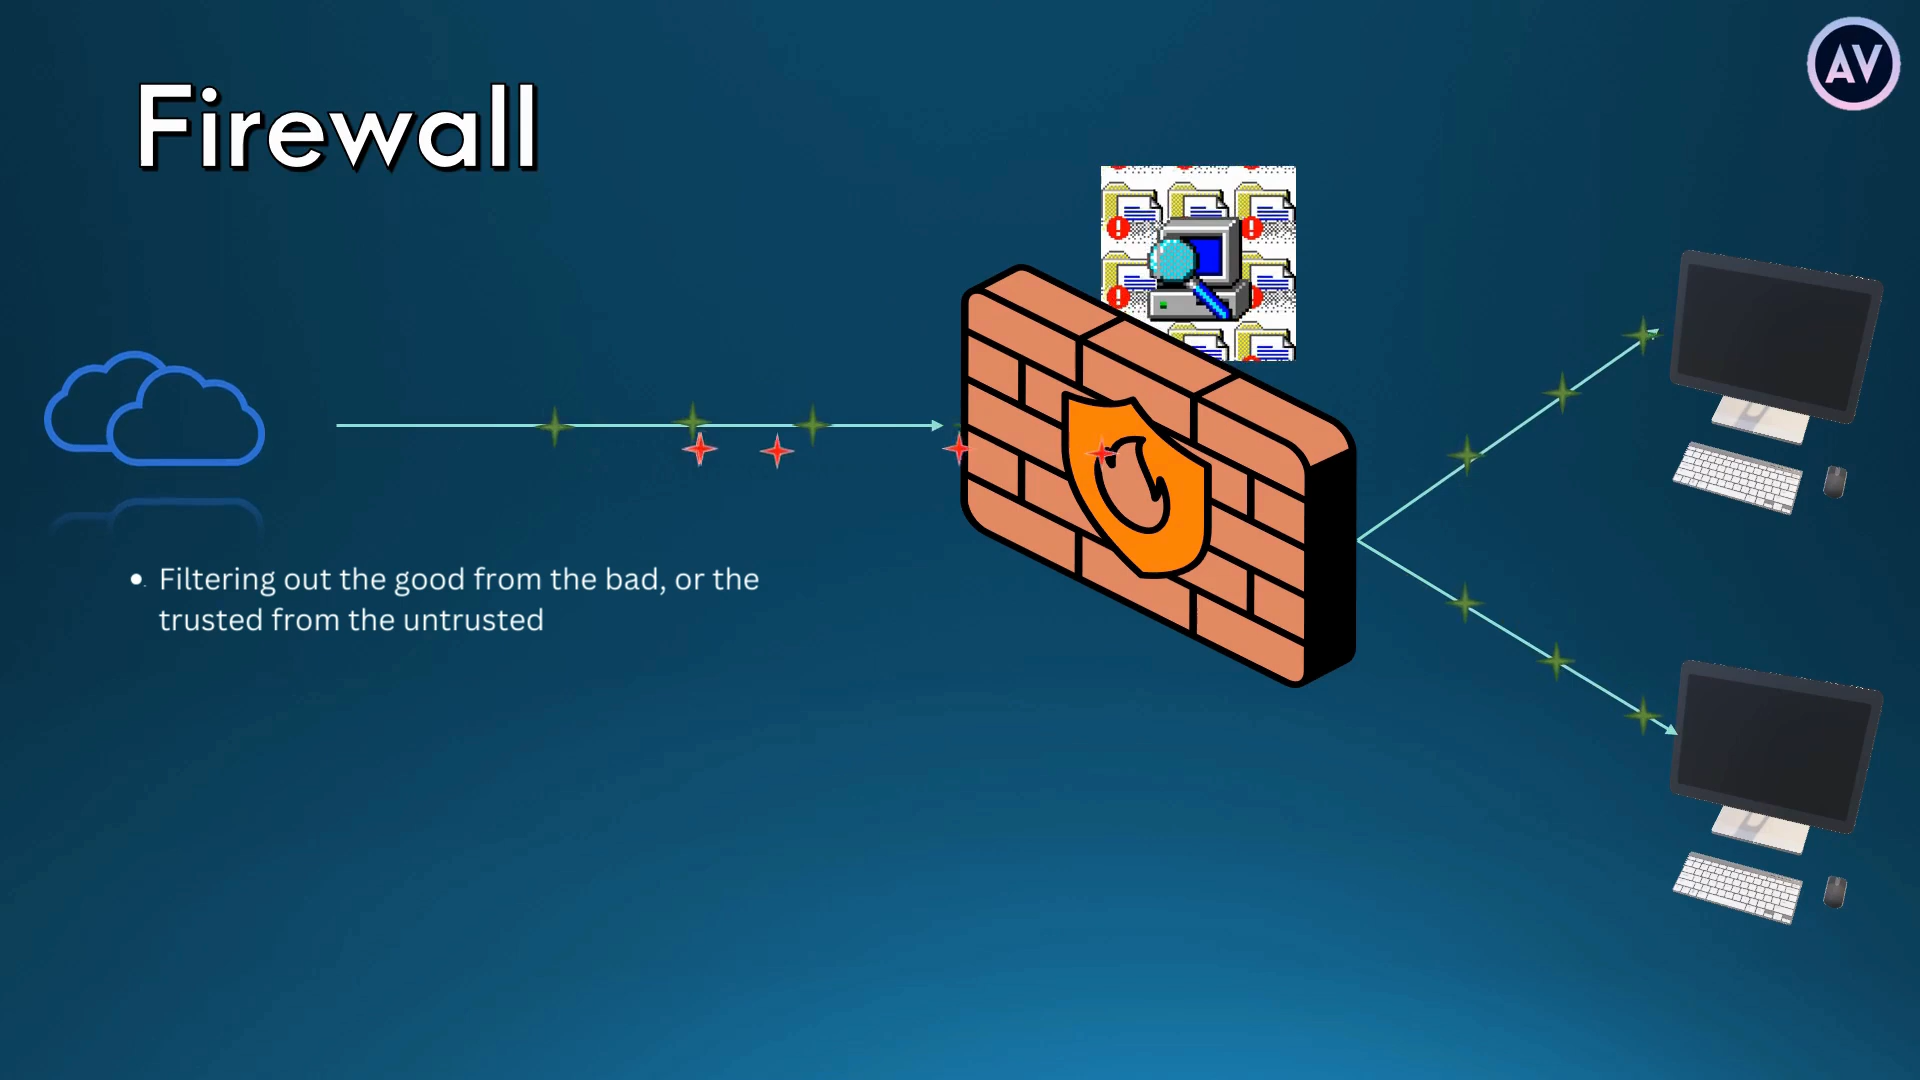 AV
Firewall
• Filtering out the good from the bad, or the
trusted from the untrusted